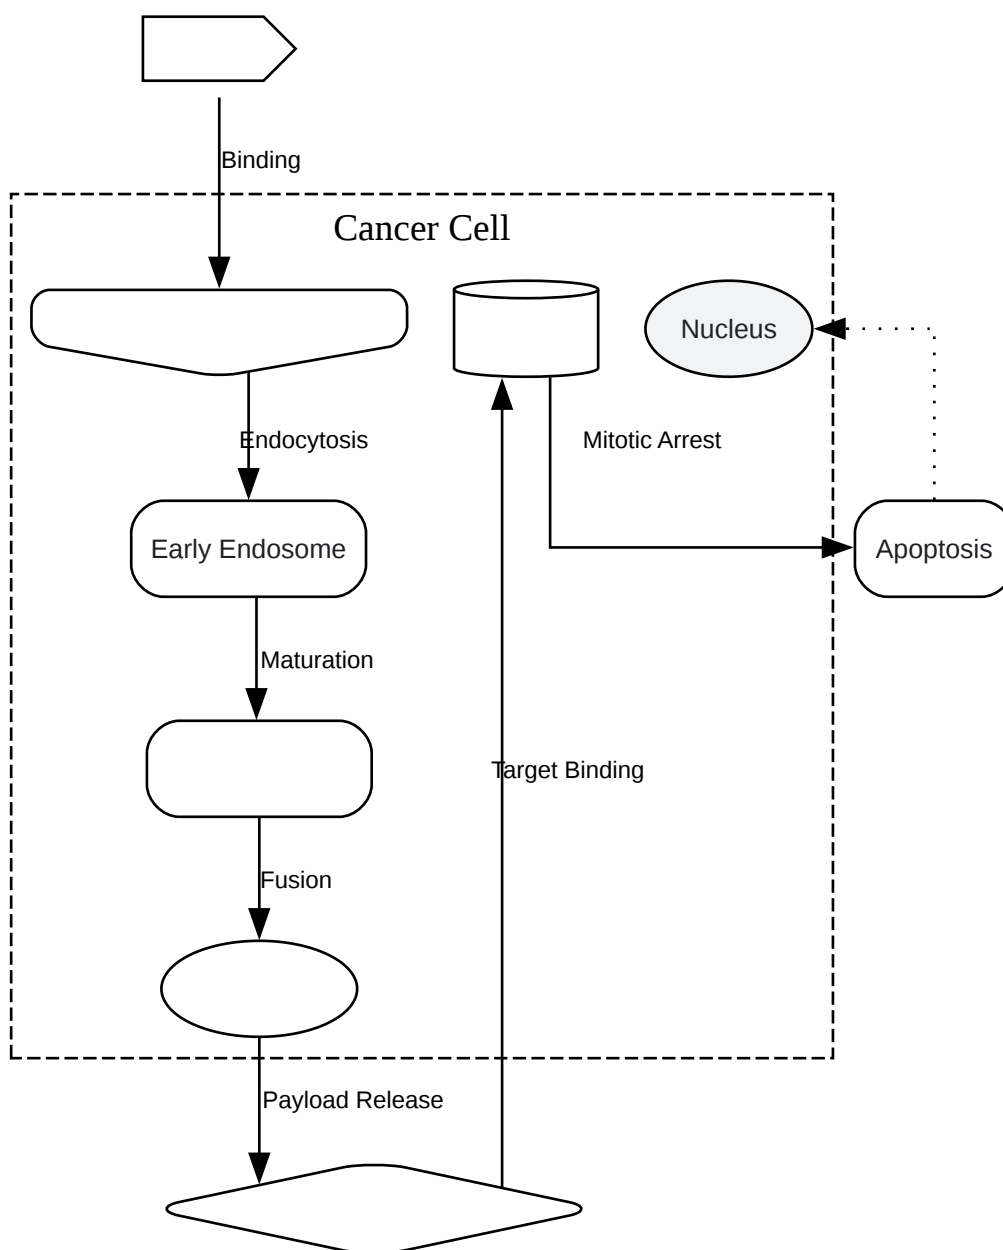 Binding
Cancer Cell
Nucleus
Endocytosis
Mitotic Arrest
Early Endosome
Apoptosis
Maturation
Target Binding
Fusion
Payload Release